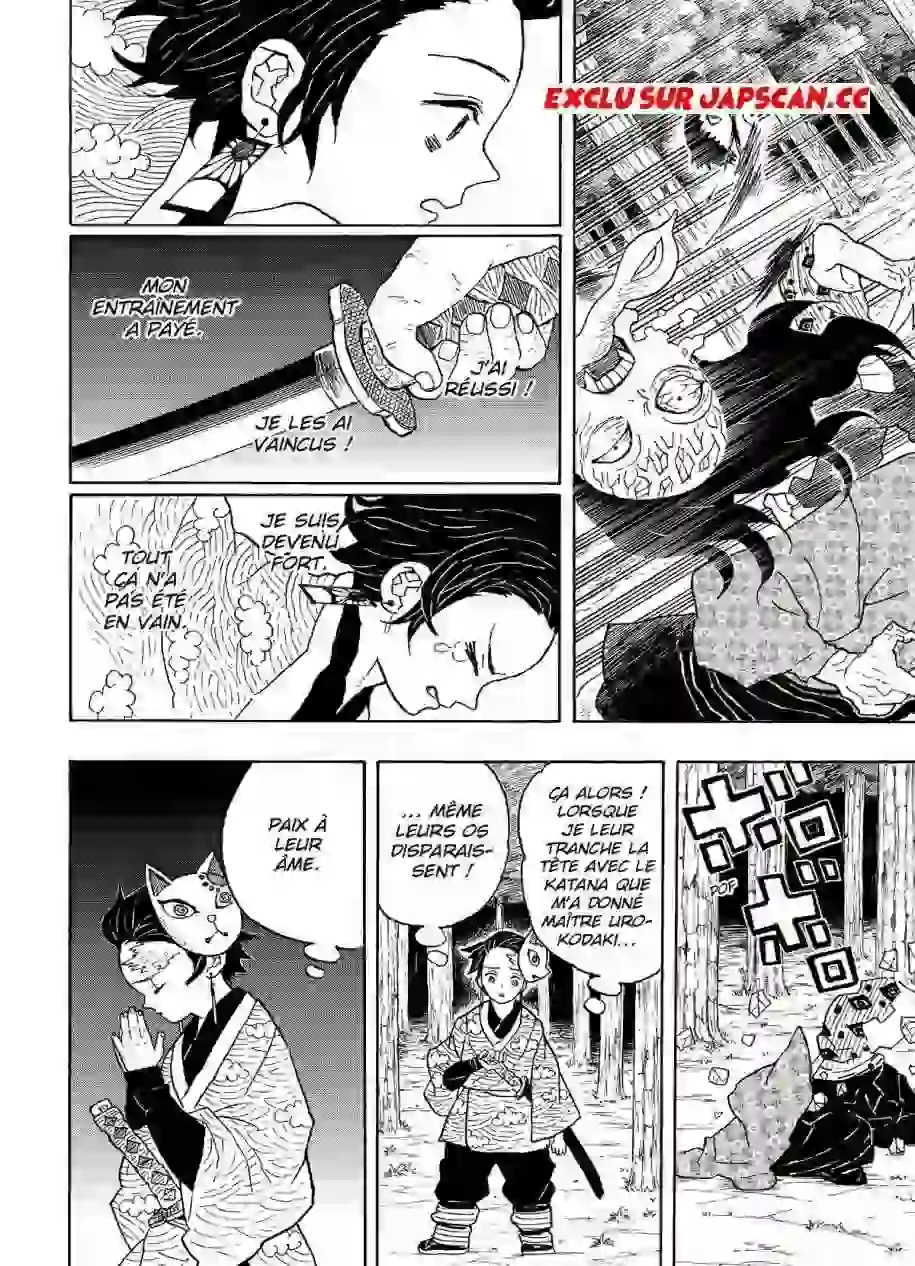 EXCLU SUR JAPSCAN.CC
J'AI
RÉUSSI !
JE LES AI
VAINCUS !
MON
ENTRAÎNEMENT
A PAYÉ.
JE SUIS
DEVENU
FORT.
TOUT
ÇA N'A
PAS ÉTÉ
EN VAIN.
POF
ÇA ALORS !
LORSQUE
JE LEUR
TRANCHE LA
TÊTE AVEC LE
KATANA QUE
M'A DONNÉ
MAÎTRE URO-
KODAKI...
... MÊME
LEURS OS
DISPARAIS-
SENT !
PAIX À
LEUR
ÂME.